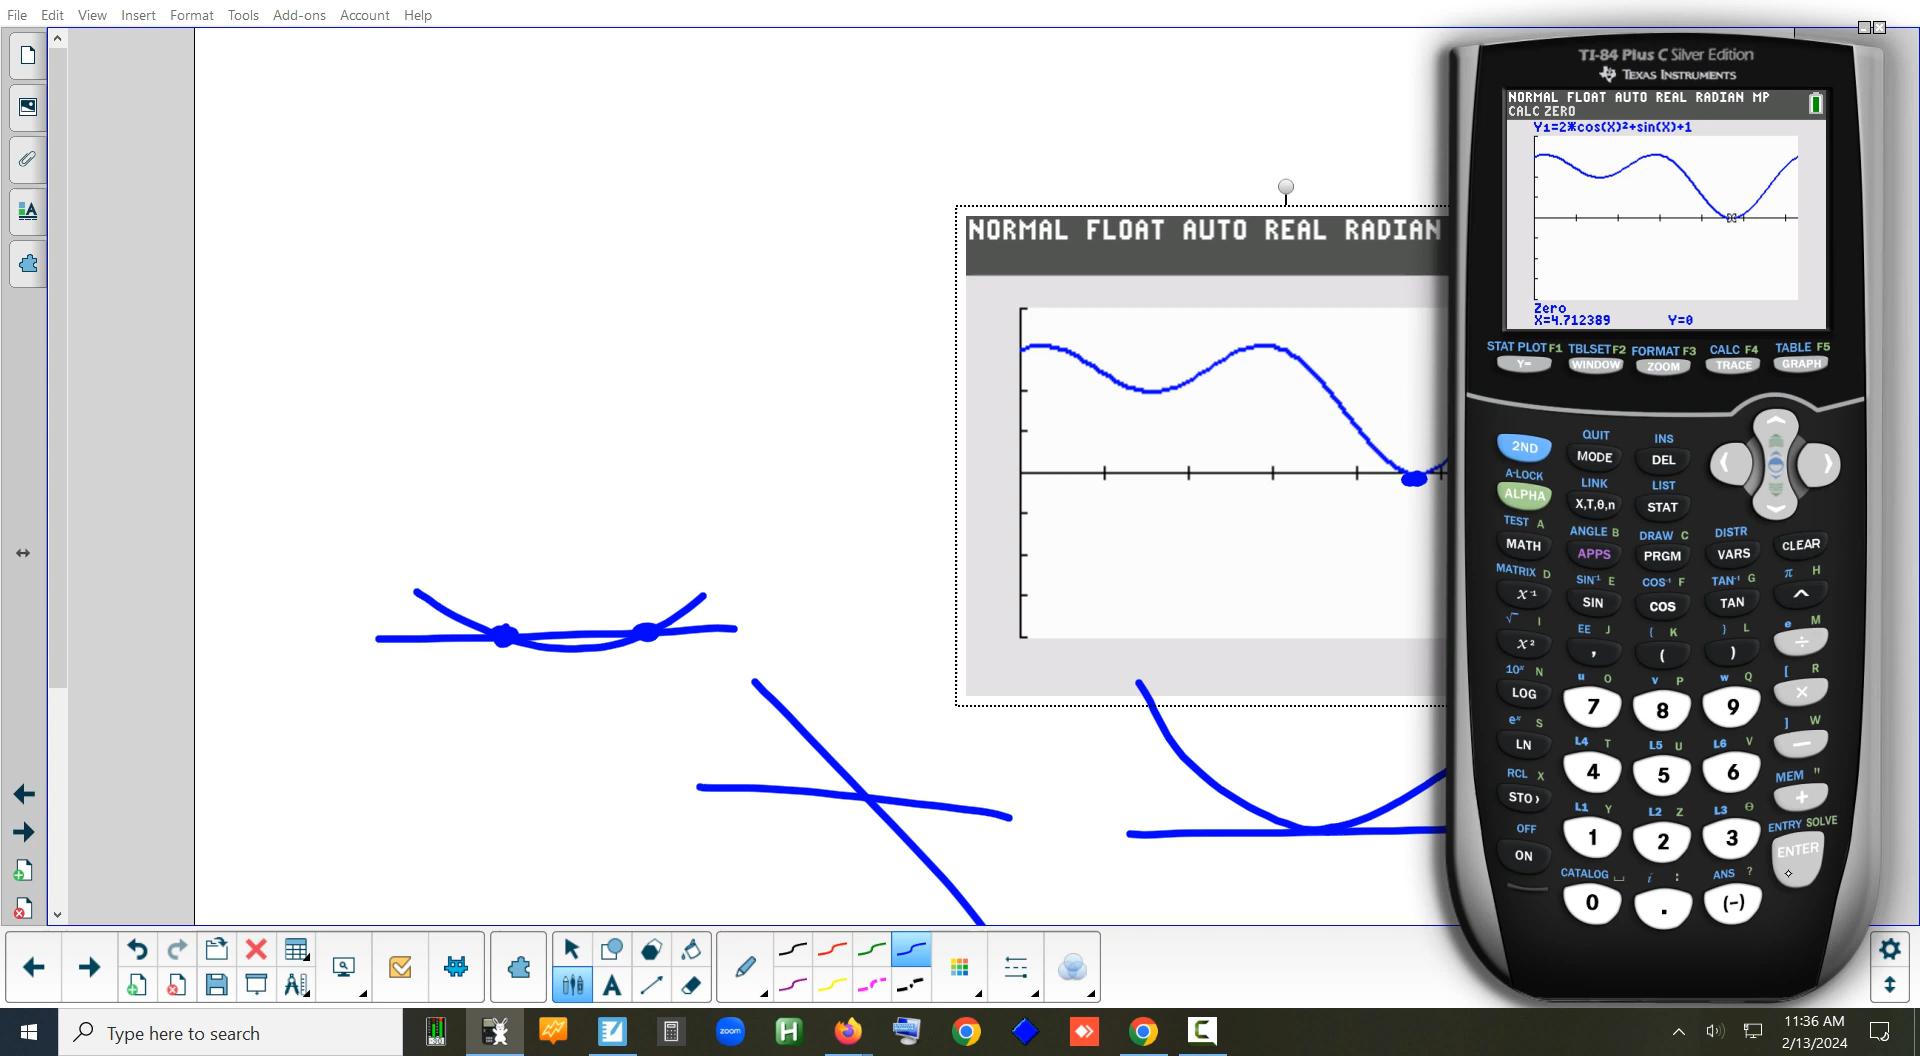 File Edit View Insert Format Tools Add-ons Account Help
NORMAL FLOAT AUTO REAL RADIAN
TI-84 Plus C Silver Edition
TEXAS INSTRUMENTS
NORMAL FLOAT AUTO REAL RADIAN MP
CALC ZERO
Y1=2*cos(X)²+sin(X)+1
Zero
X=4.712389 Y=0
STAT PLOT F1 TBLSET F2 FORMAT F3 CALC F4 TABLE F5
Y= WINDOW ZOOM TRACE GRAPH
QUIT INS
2ND MODE DEL
A-LOCK LINK LIST
ALPHA X,T,θ,n STAT
TEST A ANGLE B DRAW C DISTR
MATH APPS PRGM VARS CLEAR
MATRIX D SIN⁻¹ E COS⁻¹ F TAN⁻¹ G π H
X⁻¹ SIN COS TAN ^
√ I EE J { K } L e M
X² , ( ) ÷
10ˣ N u O v P w Q [ R
LOG 7 8 9 ×
eˣ S L4 T L5 U L6 V ] W
LN 4 5 6 −
RCL X L1 Y L2 Z L3 θ MEM "
STO› 1 2 3 +
OFF CATALOG ⎵ i : ANS ? ENTRY SOLVE
ON 0 . (-) ENTER
A
Type here to search
zoom
H
C
11:36 AM
2/13/2024